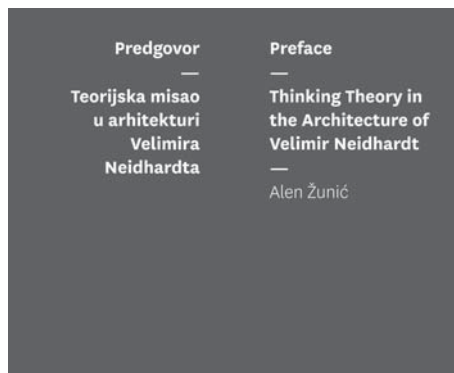 Predgovor
—
Teorijska misao
u arhitekturi
Velimira
Neidhardta
Preface
—
Thinking Theory in
the Architecture of
Velimir Neidhardt
—
Alen Žunić